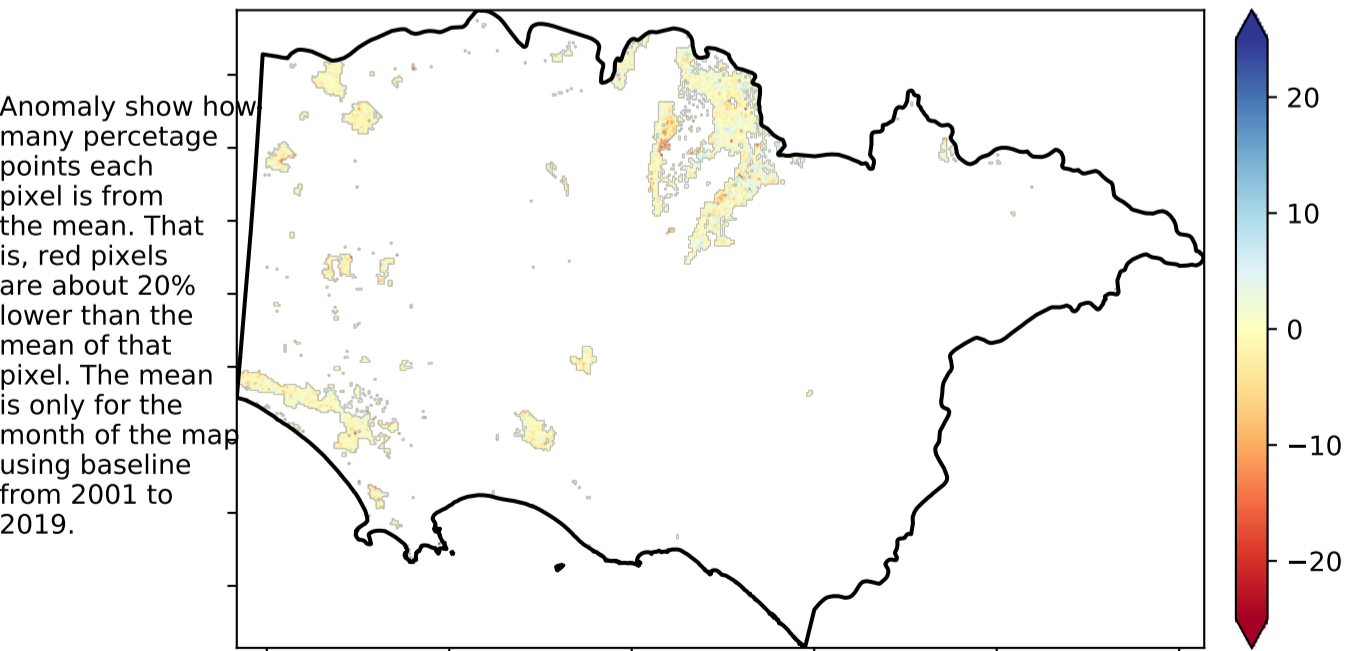 Anomaly show how
many percetage
points each
pixel is from
the mean. That
is, red pixels
are about 20%
lower than the
mean of that
pixel. The mean
is only for the
month of the map
using baseline
from 2001 to
2019.
20
10
0
−10
−20